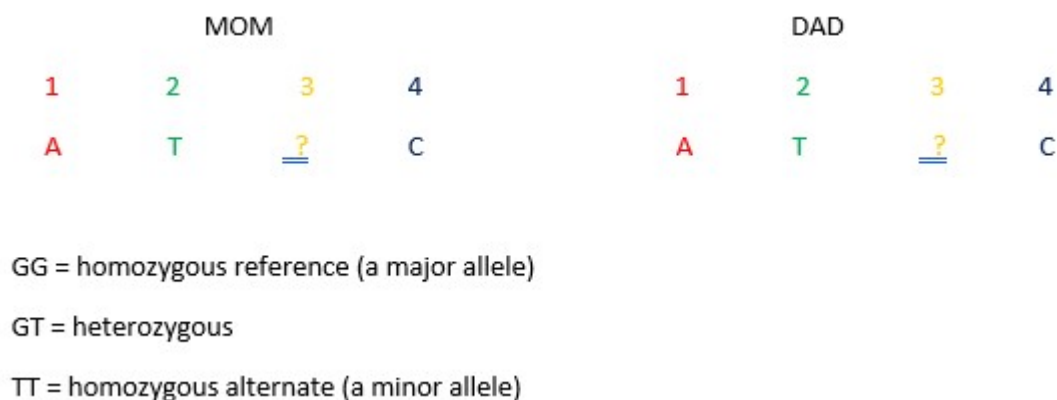 MOM DAD
1 2 3 4 1 2 3 4
A T ? C A T ? C
GG = homozygous reference (a major allele)
GT = heterozygous
TT = homozygous alternate (a minor allele)